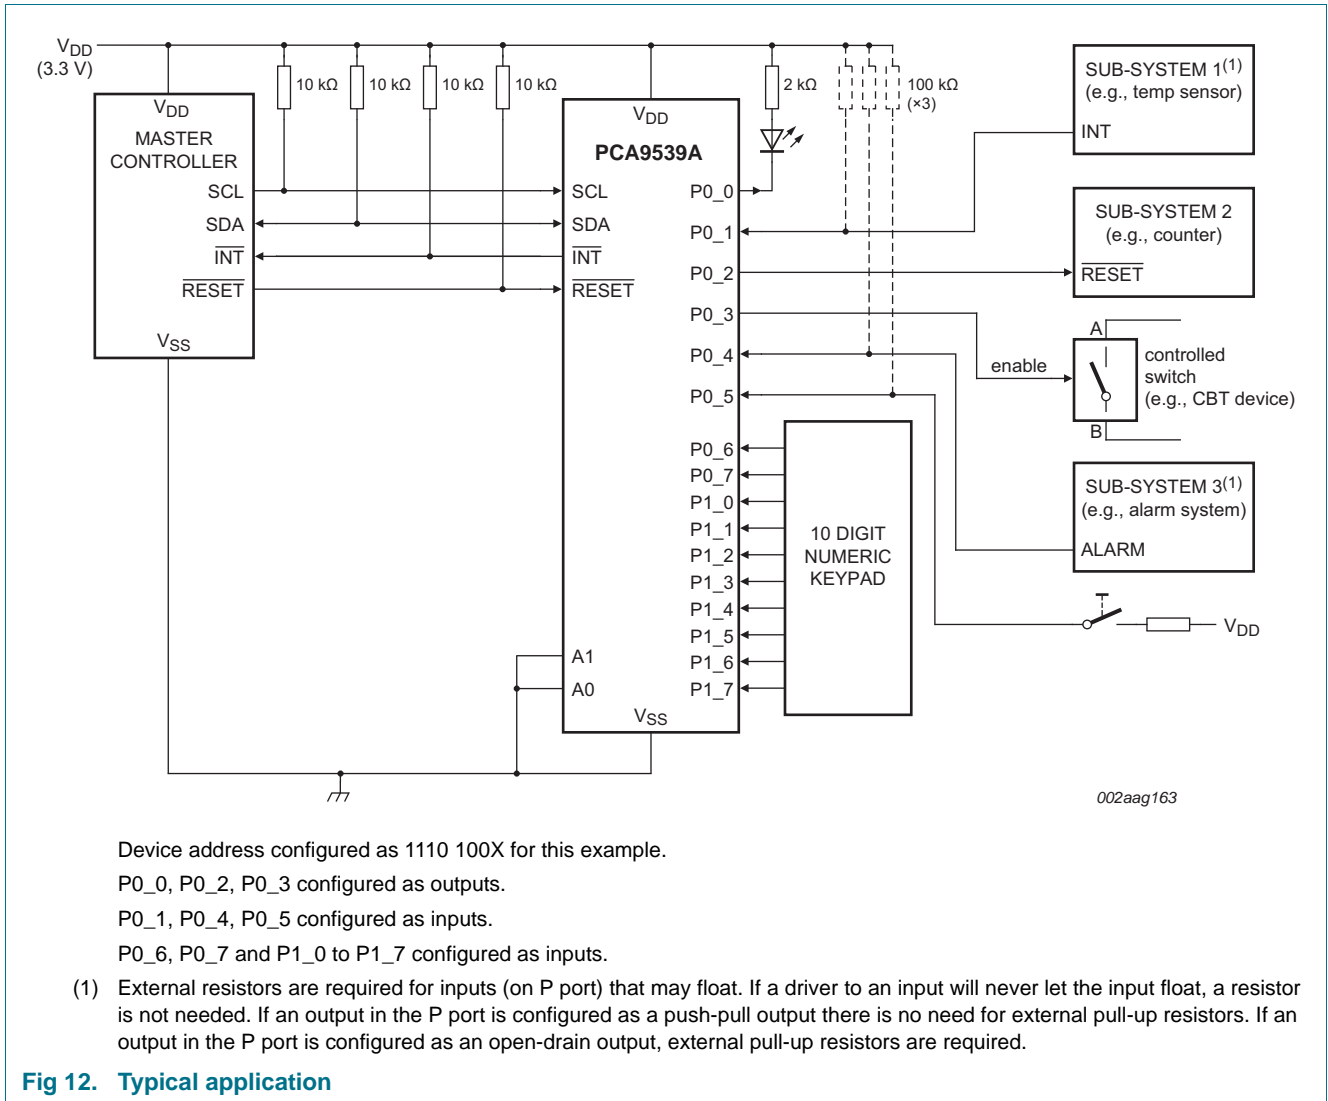 VDD
(3.3 V)
10 kΩ
10 kΩ
10 kΩ
10 kΩ
2 kΩ
100 kΩ
(×3)
VDD
MASTER
CONTROLLER
SCL
SDA
INT
RESET
VSS
VDD
PCA9539A
SCL
SDA
INT
RESET
A1
A0
VSS
P0_0
P0_1
P0_2
P0_3
P0_4
P0_5
P0_6
P0_7
P1_0
P1_1
P1_2
P1_3
P1_4
P1_5
P1_6
P1_7
10 DIGIT
NUMERIC
KEYPAD
SUB-SYSTEM 1(1)
(e.g., temp sensor)
INT
SUB-SYSTEM 2
(e.g., counter)
RESET
enable
A
B
controlled
switch
(e.g., CBT device)
SUB-SYSTEM 3(1)
(e.g., alarm system)
ALARM
VDD
002aag163
Device address configured as 1110 100X for this example.
P0_0, P0_2, P0_3 configured as outputs.
P0_1, P0_4, P0_5 configured as inputs.
P0_6, P0_7 and P1_0 to P1_7 configured as inputs.
(1) External resistors are required for inputs (on P port) that may float. If a driver to an input will never let the input float, a resistor
is not needed. If an output in the P port is configured as a push-pull output there is no need for external pull-up resistors. If an
output in the P port is configured as an open-drain output, external pull-up resistors are required.
Fig 12. Typical application